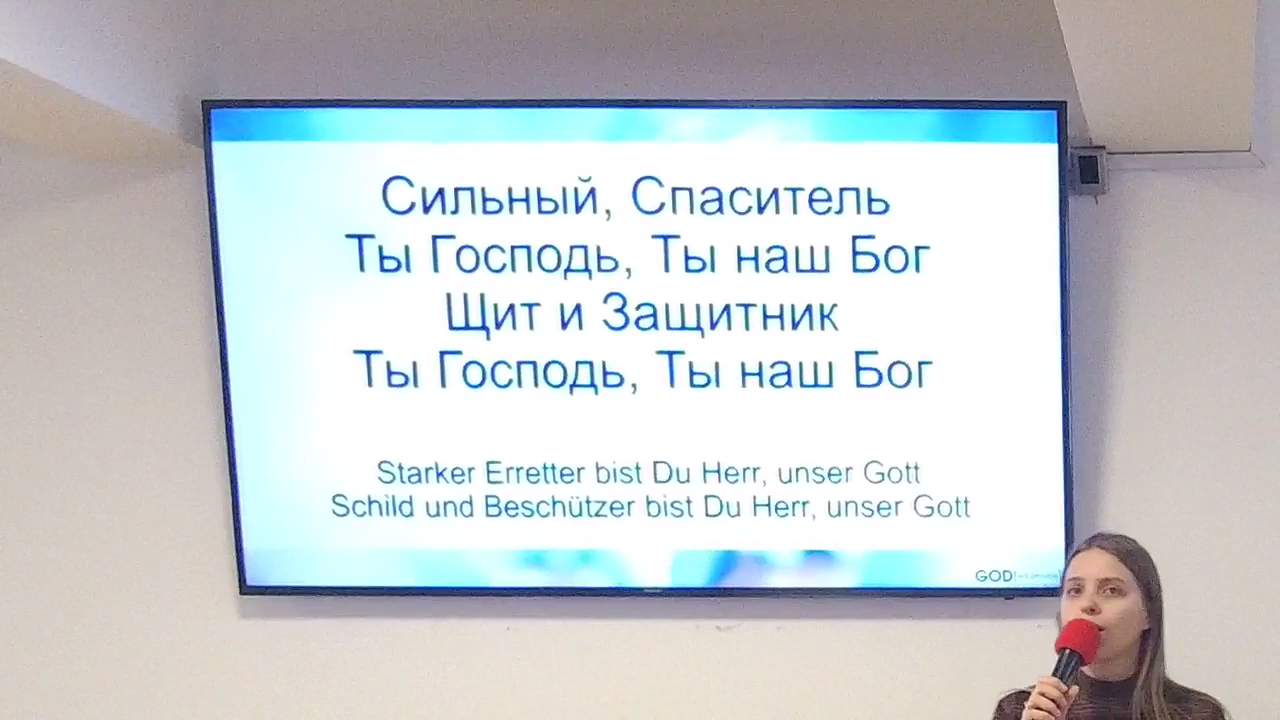 Сильный, Спаситель
Ты Господь, Ты наш Бог
Щит и Защитник
Ты Господь, Ты наш Бог
Starker Erretter bist Du Herr, unser Gott
Schild und Beschützer bist Du Herr, unser Gott
GOD